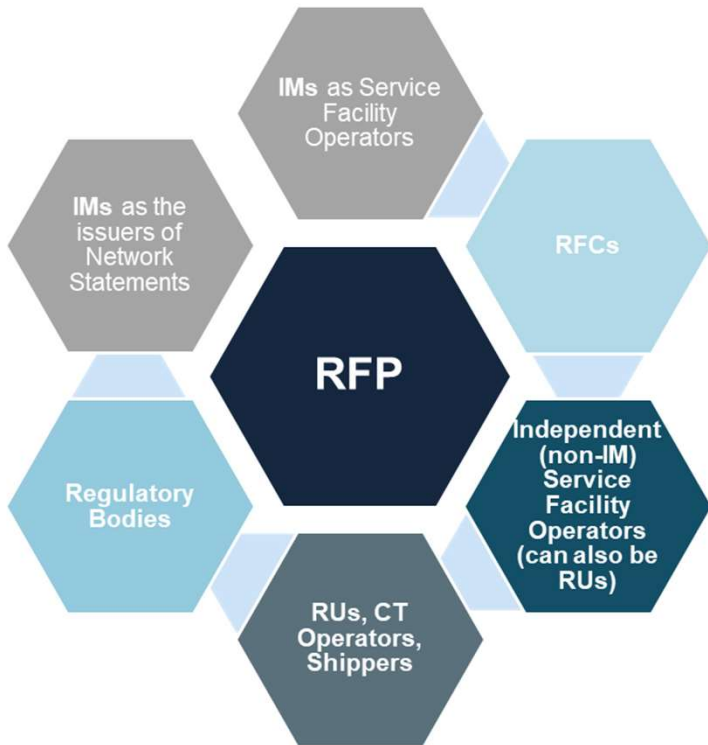 IMs as Service
Facility
Operators
IMs as the
issuers of
Network
Statements
RFCs
RFP
Independent
(non-IM)
Service
Facility
Operators
(can also be
RUs)
Regulatory
Bodies
RUs, CT
Operators,
Shippers